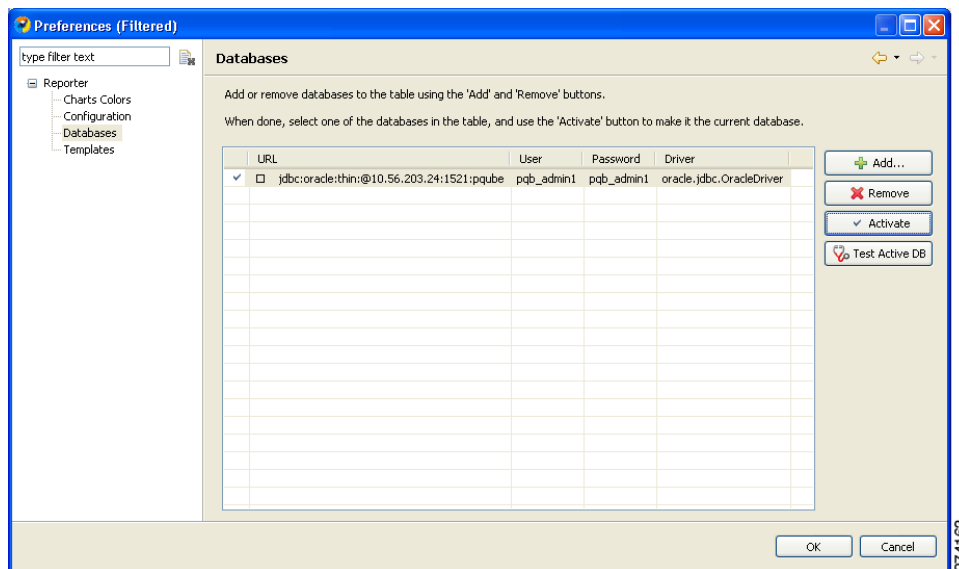 Preferences (Filtered)
type filter text
Databases
Reporter
Charts Colors
Configuration
Databases
Templates
Add or remove databases to the table using the 'Add' and 'Remove' buttons.
When done, select one of the databases in the table, and use the 'Activate' button to make it the current database.
URL User Password Driver
jdbc:oracle:thin:@10.56.203.24:1521:pqube pqb_admin1 pqb_admin1 oracle.jdbc.OracleDriver
Add...
Remove
Activate
Test Active DB
OK Cancel